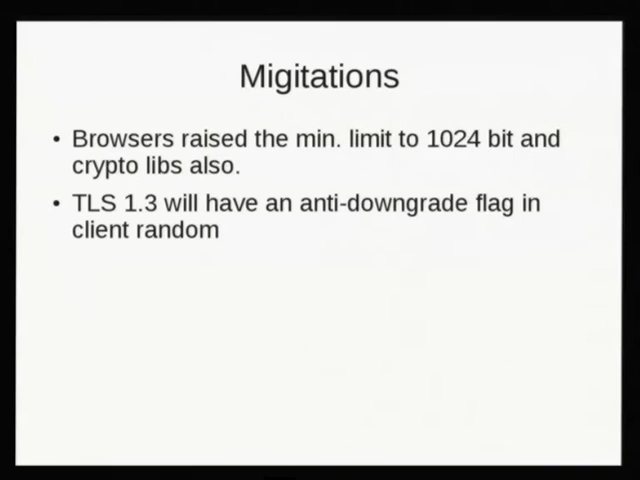 Migitations
• Browsers raised the min. limit to 1024 bit and
crypto libs also.
• TLS 1.3 will have an anti-downgrade flag in
client random